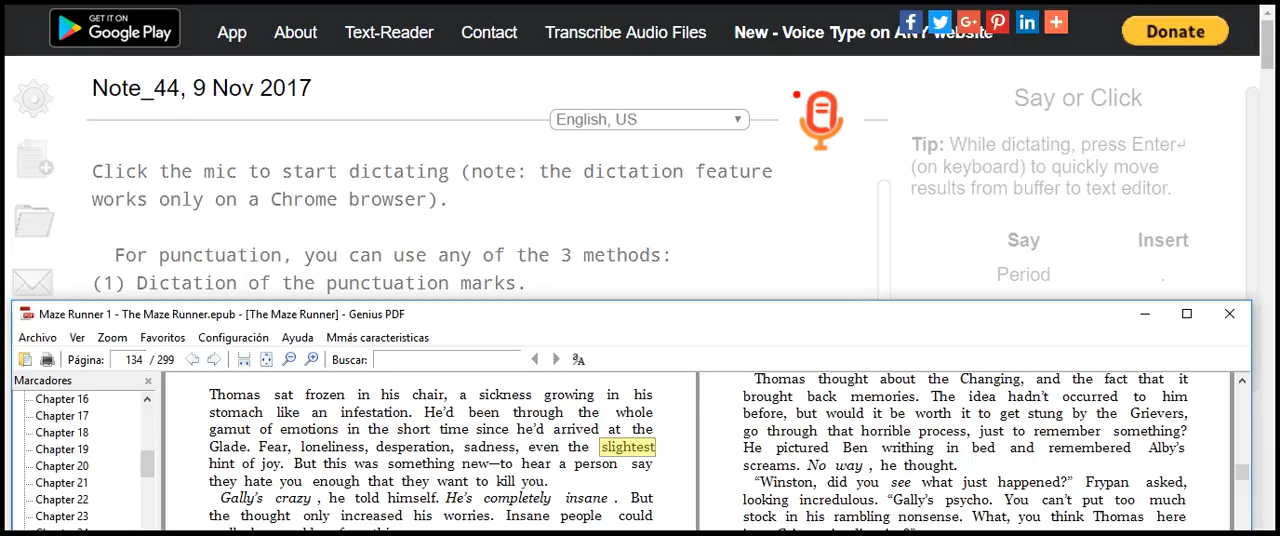 GET IT ON
Google Play
App
About
Text-Reader
Contact
Transcribe Audio Files
New - Voice Type on ANY website
Donate
Note_44, 9 Nov 2017
English, US
Say or Click
Tip: While dictating, press Enter↵
(on keyboard) to quickly move
results from buffer to text editor.
Click the mic to start dictating (note: the dictation feature
works only on a Chrome browser).
For punctuation, you can use any of the 3 methods:
(1) Dictation of the punctuation marks.
Say Insert
Period .
Maze Runner 1 - The Maze Runner.epub - [The Maze Runner] - Genius PDF
Archivo Ver Zoom Favoritos Configuración Ayuda Mmás caracteristicas
Página: 134 / 299 Buscar:
Marcadores
Chapter 16
Chapter 17
Chapter 18
Chapter 19
Chapter 20
Chapter 21
Chapter 22
Chapter 23
Thomas sat frozen in his chair, a sickness growing in his
stomach like an infestation. He'd been through the whole
gamut of emotions in the short time since he'd arrived at the
Glade. Fear, loneliness, desperation, sadness, even the slightest
hint of joy. But this was something new—to hear a person say
they hate you enough that they want to kill you.
Gally's crazy , he told himself. He's completely insane . But
the thought only increased his worries. Insane people could
Thomas thought about the Changing, and the fact that it
brought back memories. The idea hadn't occurred to him
before, but would it be worth it to get stung by the Grievers,
go through that horrible process, just to remember something?
He pictured Ben writhing in bed and remembered Alby's
screams. No way , he thought.
"Winston, did you see what just happened?" Frypan asked,
looking incredulous. "Gally's psycho. You can't put too much
stock in his rambling nonsense. What, you think Thomas here